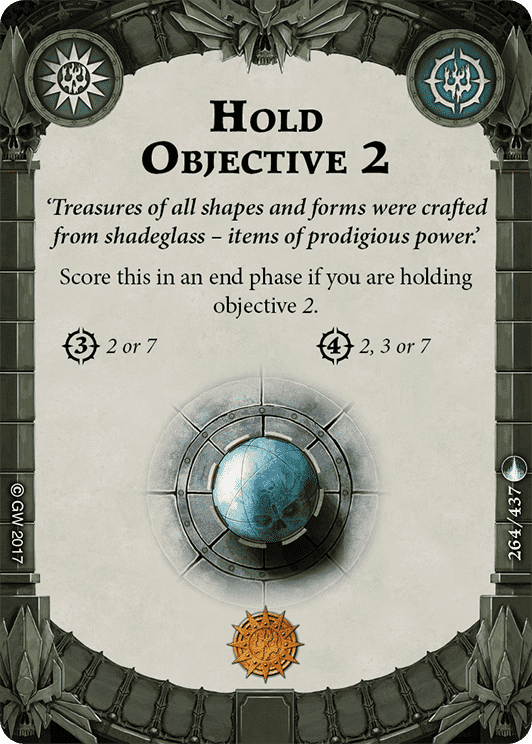 Hold
Objective 2
‘Treasures of all shapes and forms were crafted
from shadeglass – items of prodigious power.’
Score this in an end phase if you are holding
objective 2.
3 2 or 7
4 2, 3 or 7
© GW 2017
264/437